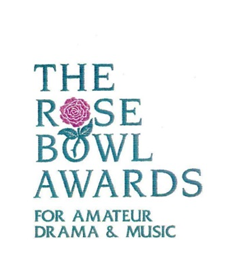 THE
ROSE
BOWL
AWARDS
FOR AMATEUR
DRAMA & MUSIC